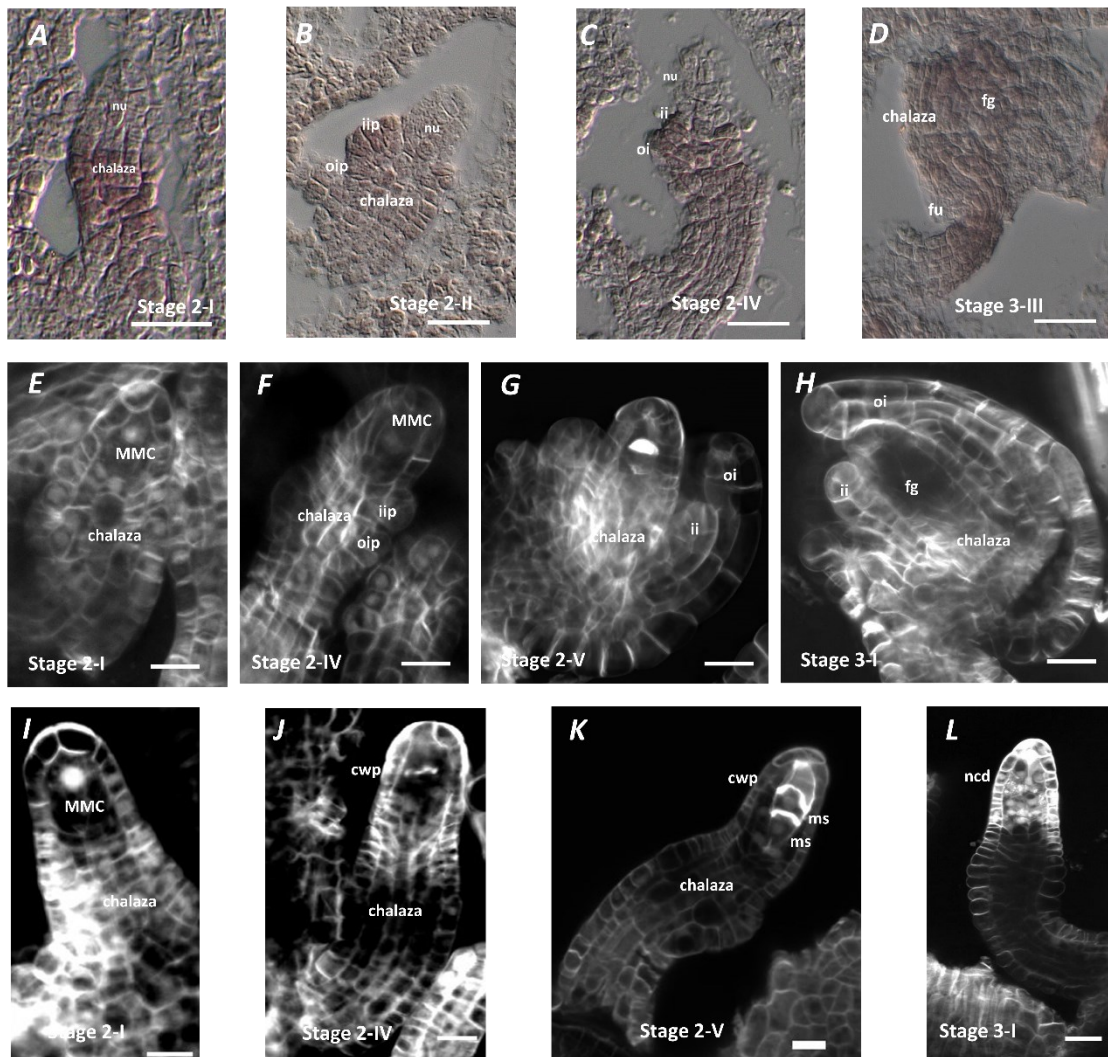 A
nu
chalaza
Stage 2-I
B
iip
nu
oip
chalaza
Stage 2-II
C
nu
ii
oi
Stage 2-IV
D
fg
chalaza
fu
Stage 3-III
E
MMC
chalaza
Stage 2-I
F
MMC
chalaza
iip
oip
Stage 2-IV
G
oi
chalaza
ii
Stage 2-V
H
oi
ii
fg
chalaza
Stage 3-I
I
MMC
chalaza
Stage 2-I
J
cwp
chalaza
Stage 2-IV
K
cwp
ms
ms
chalaza
Stage 2-V
L
ncd
Stage 3-I